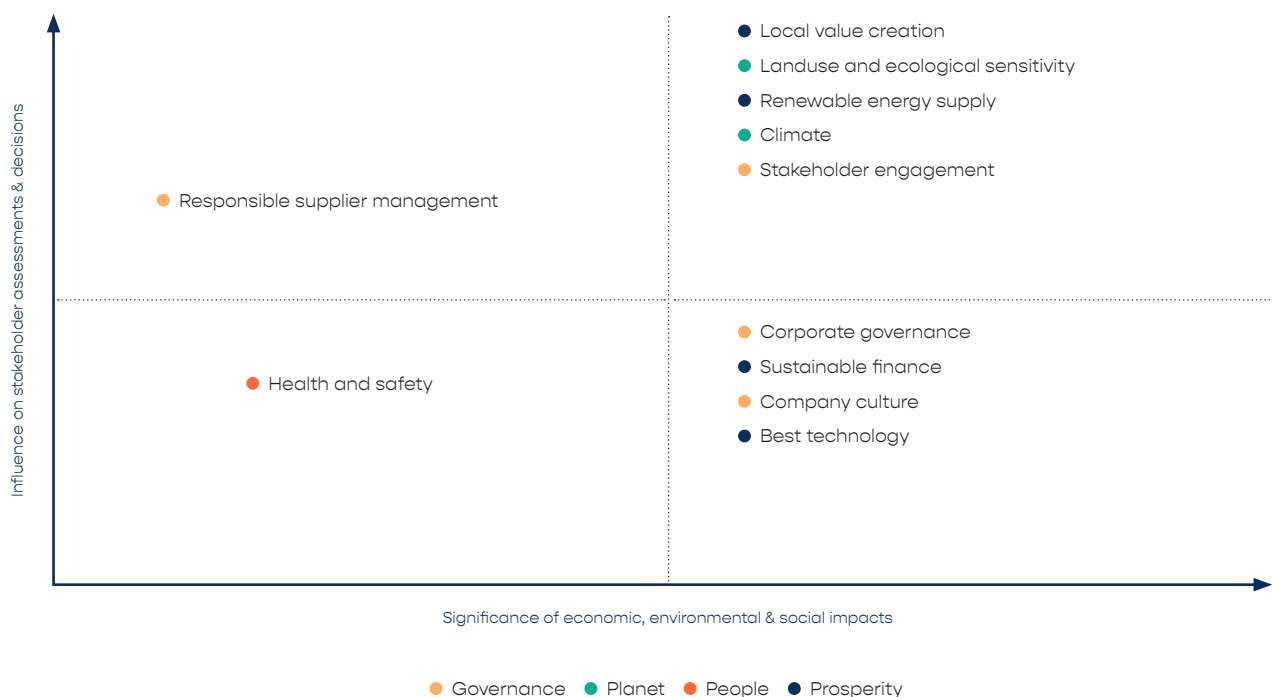 Influence on stakeholder assessments & decisions
Local value creation
Landuse and ecological sensitivity
Renewable energy supply
Climate
Stakeholder engagement
Responsible supplier management
Corporate governance
Sustainable finance
Company culture
Best technology
Health and safety
Significance of economic, environmental & social impacts
Governance Planet People Prosperity